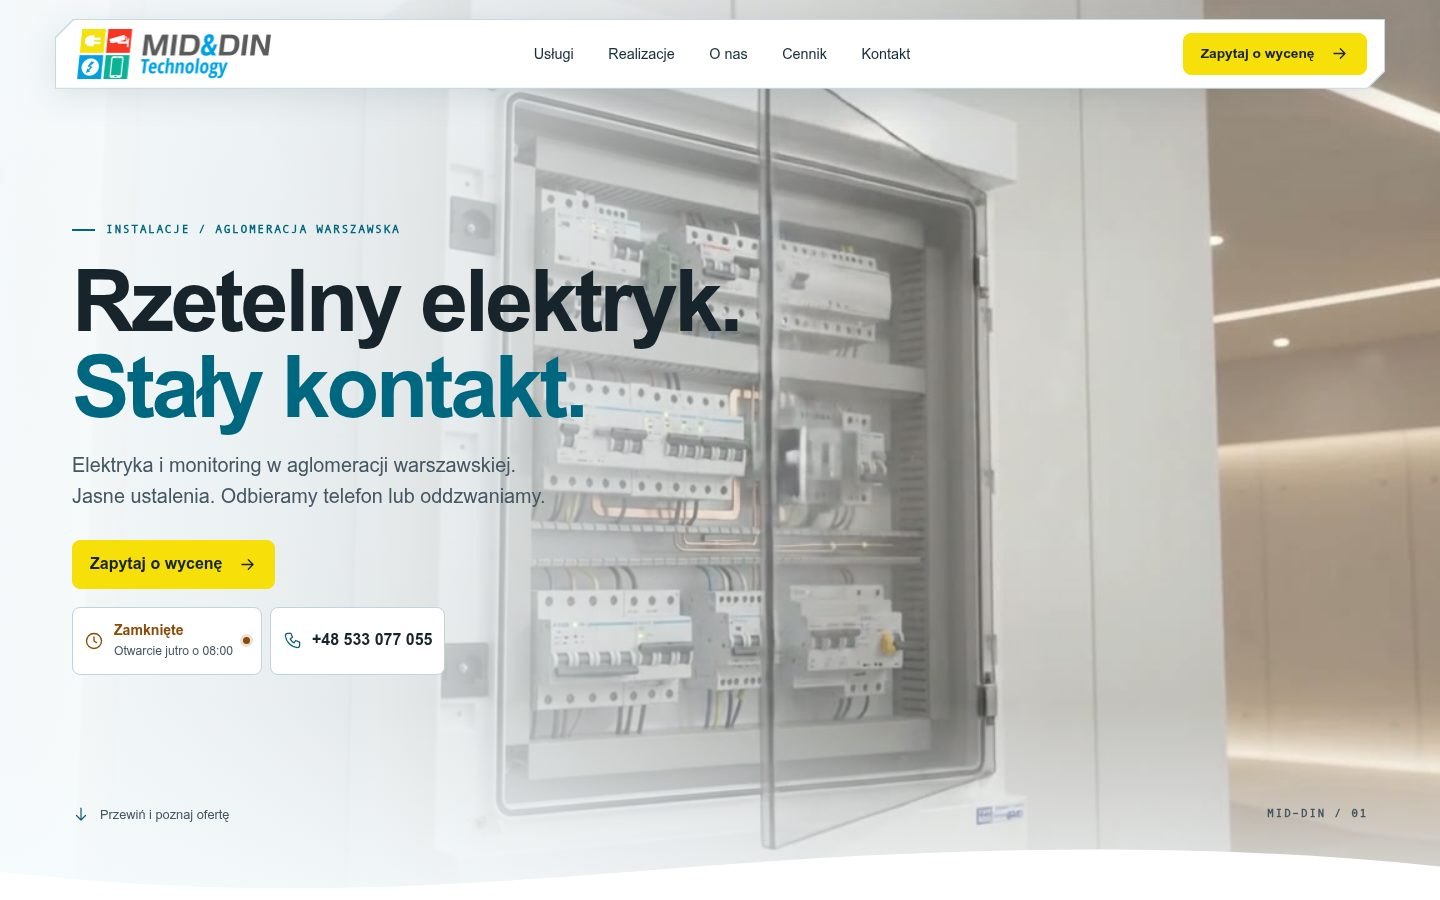 MID&DIN
Technology
Usługi
Realizacje
O nas
Cennik
Kontakt
Zapytaj o wycenę
INSTALACJE / AGLOMERACJA WARSZAWSKA
Rzetelny elektryk.
Stały kontakt.
Elektryka i monitoring w aglomeracji warszawskiej.
Jasne ustalenia. Odbieramy telefon lub oddzwaniamy.
Zapytaj o wycenę
Zamknięte
Otwarcie jutro o 08:00
+48 533 077 055
Przewiń i poznaj ofertę
MID-DIN / 01